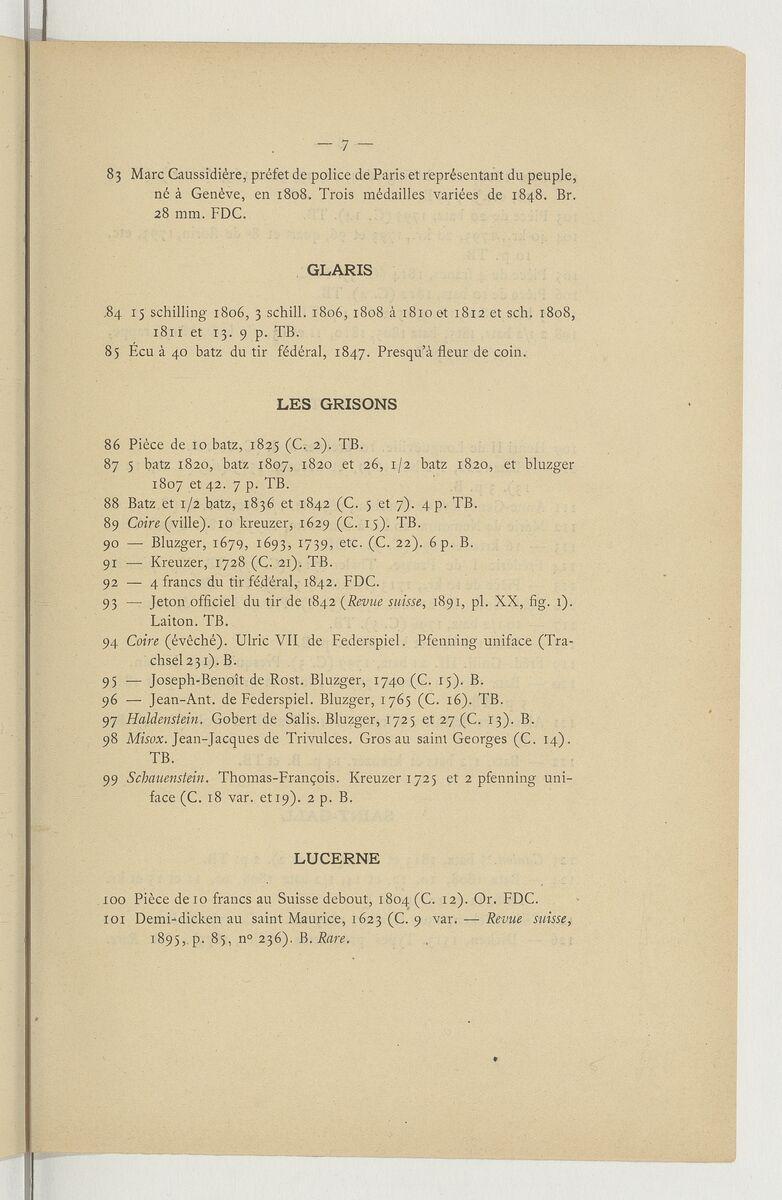 — 7 —
83 Marc Caussidière, préfet de police de Paris et représentant du peuple,
né à Genève, en 1808. Trois médailles variées de 1848. Br.
28 mm. FDC.
GLARIS
84 15 schilling 1806, 3 schill. 1806, 1808 à 1810 et 1812 et sch. 1808,
1811 et 13. 9 p. TB.
85 Écu à 40 batz du tir fédéral, 1847. Presqu'à fleur de coin.
LES GRISONS
86 Pièce de 10 batz, 1825 (C. 2). TB.
87 5 batz 1820, batz 1807, 1820 et 26, 1/2 batz 1820, et bluzger
1807 et 42. 7 p. TB.
88 Batz et 1/2 batz, 1836 et 1842 (C. 5 et 7). 4 p. TB.
89 Coire (ville). 10 kreuzer, 1629 (C. 15). TB.
90 — Bluzger, 1679, 1693, 1739, etc. (C. 22). 6 p. B.
91 — Kreuzer, 1728 (C. 21). TB.
92 — 4 francs du tir fédéral, 1842. FDC.
93 — Jeton officiel du tir de 1842 (Revue suisse, 1891, pl. XX, fig. 1).
Laiton. TB.
94 Coire (évêché). Ulric VII de Federspiel. Pfenning uniface (Tra-
chsel 231). B.
95 — Joseph-Benoît de Rost. Bluzger, 1740 (C. 15). B.
96 — Jean-Ant. de Federspiel. Bluzger, 1765 (C. 16). TB.
97 Haldenstein. Gobert de Salis. Bluzger, 1725 et 27 (C. 13). B.
98 Misox. Jean-Jacques de Trivulces. Gros au saint Georges (C. 14).
TB.
99 Schauenstein. Thomas-François. Kreuzer 1725 et 2 pfenning uni-
face (C. 18 var. et 19). 2 p. B.
LUCERNE
100 Pièce de 10 francs au Suisse debout, 1804 (C. 12). Or. FDC.
101 Demi-dicken au saint Maurice, 1623 (C. 9 var. — Revue suisse,
1895, p. 85, nº 236). B. Rare.